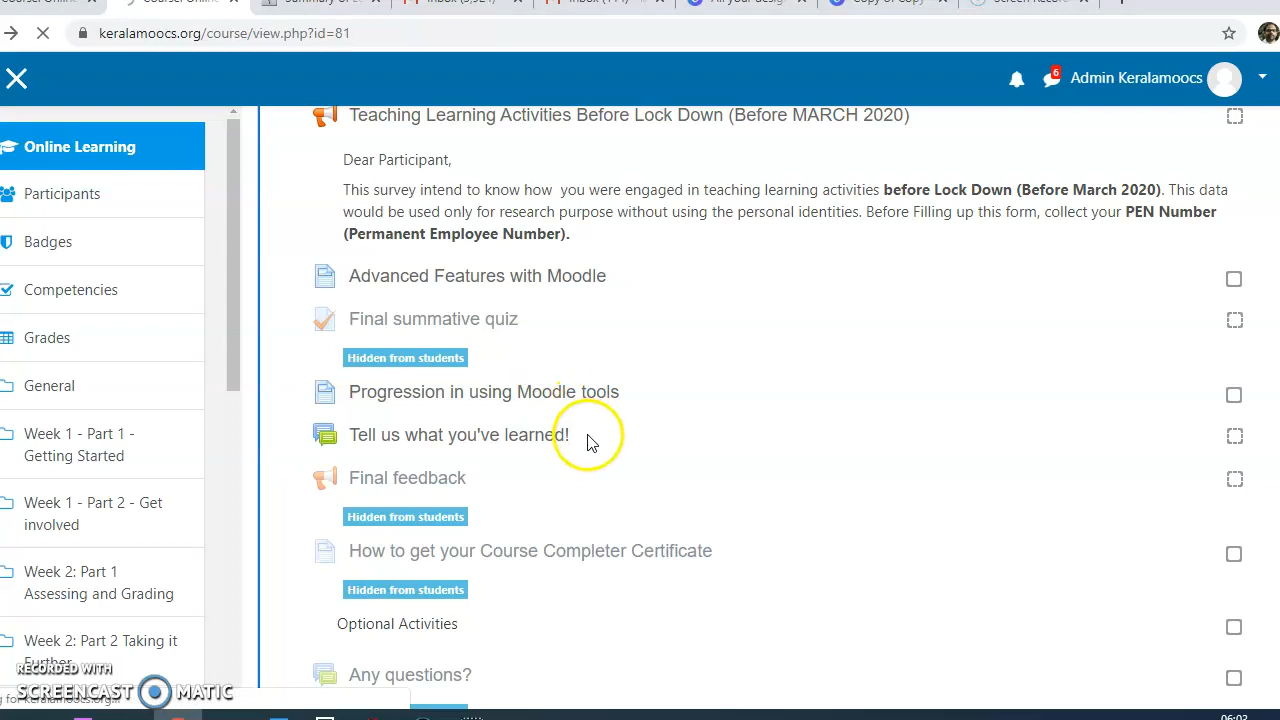 keralamoocs.org/course/view.php?id=81
6
Admin Keralamoocs
Online Learning
Participants
Badges
Competencies
Grades
General
Week 1 - Part 1 -
Getting Started
Week 1 - Part 2 - Get
involved
Week 2: Part 1
Assessing and Grading
Week 2: Part 2 Taking it
Further
Teaching Learning Activities Before Lock Down (Before MARCH 2020)
Dear Participant,
This survey intend to know how you were engaged in teaching learning activities before Lock Down (Before March 2020). This data
would be used only for research purpose without using the personal identities. Before Filling up this form, collect your PEN Number
(Permanent Employee Number).
Advanced Features with Moodle
Final summative quiz
Hidden from students
Progression in using Moodle tools
Tell us what you've learned!
Final feedback
Hidden from students
How to get your Course Completer Certificate
Hidden from students
Optional Activities
Any questions?
RECORDED WITH
SCREENCAST MATIC